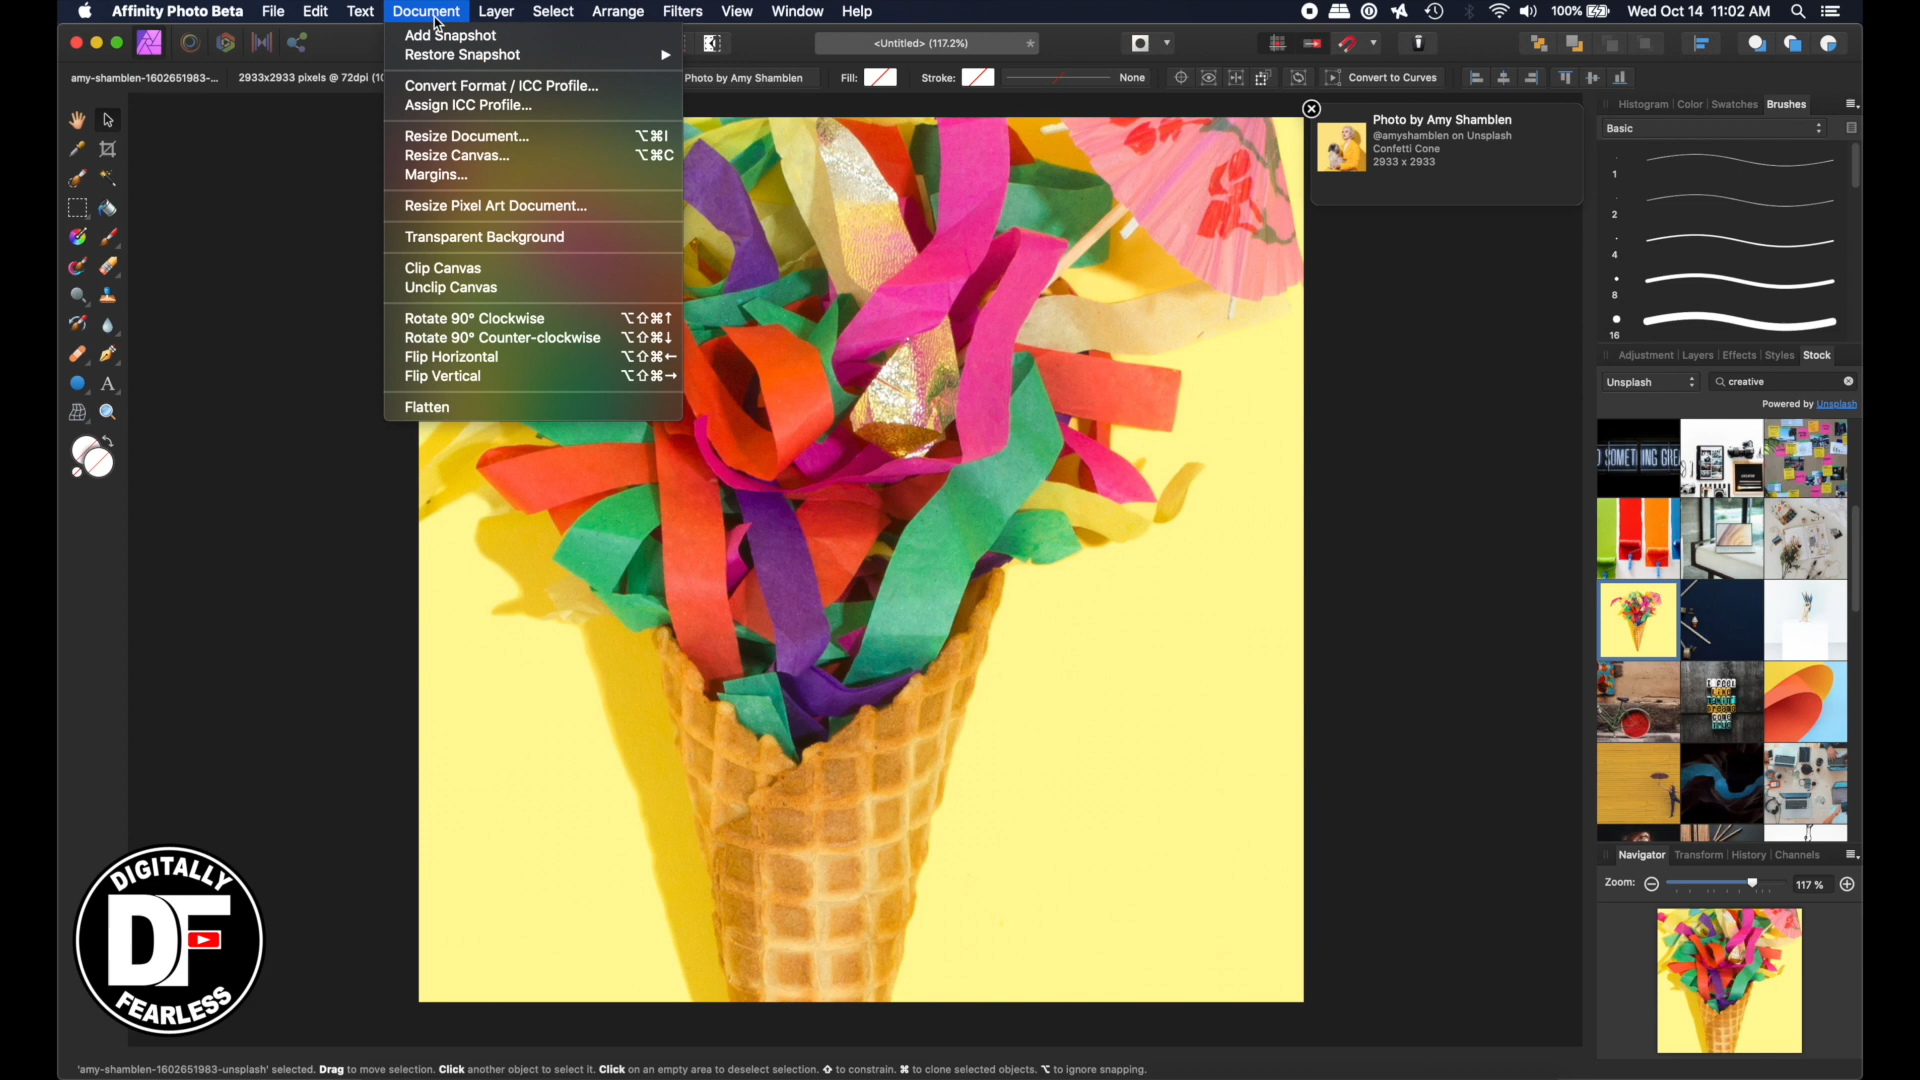 Affinity Photo Beta File Edit Text Document Layer Select Arrange Filters View Window Help
100% Wed Oct 14 11:02 AM
<Untitled> (117.2%)
amy-shamblen-1602651983-... 2933x2933 pixels @ 72dpi (10
Photo by Amy Shamblen
Fill: Stroke: None Convert to Curves
Add Snapshot
Restore Snapshot ▶
Convert Format / ICC Profile...
Assign ICC Profile...
Resize Document... ⌥⌘I
Resize Canvas... ⌥⌘C
Margins...
Resize Pixel Art Document...
Transparent Background
Clip Canvas
Unclip Canvas
Rotate 90° Clockwise ⌥⇧⌘↑
Rotate 90° Counter-clockwise ⌥⇧⌘↓
Flip Horizontal ⌥⇧⌘←
Flip Vertical ⌥⇧⌘→
Flatten
Photo by Amy Shamblen
@amyshamblen on Unsplash
Confetti Cone
2933 x 2933
Histogram Color Swatches Brushes
Basic
1
2
4
8
16
Adjustment Layers Effects Styles Stock
Unsplash creative
Powered by Unsplash
SOMETHING GRE
Navigator Transform History Channels
Zoom: 117 %
DIGITALLY
DF
FEARLESS
'amy-shamblen-1602651983-unsplash' selected. Drag to move selection. Click another object to select it. Click on an empty area to deselect selection. ⇧ to constrain. ⌘ to clone selected objects. ⌥ to ignore snapping.